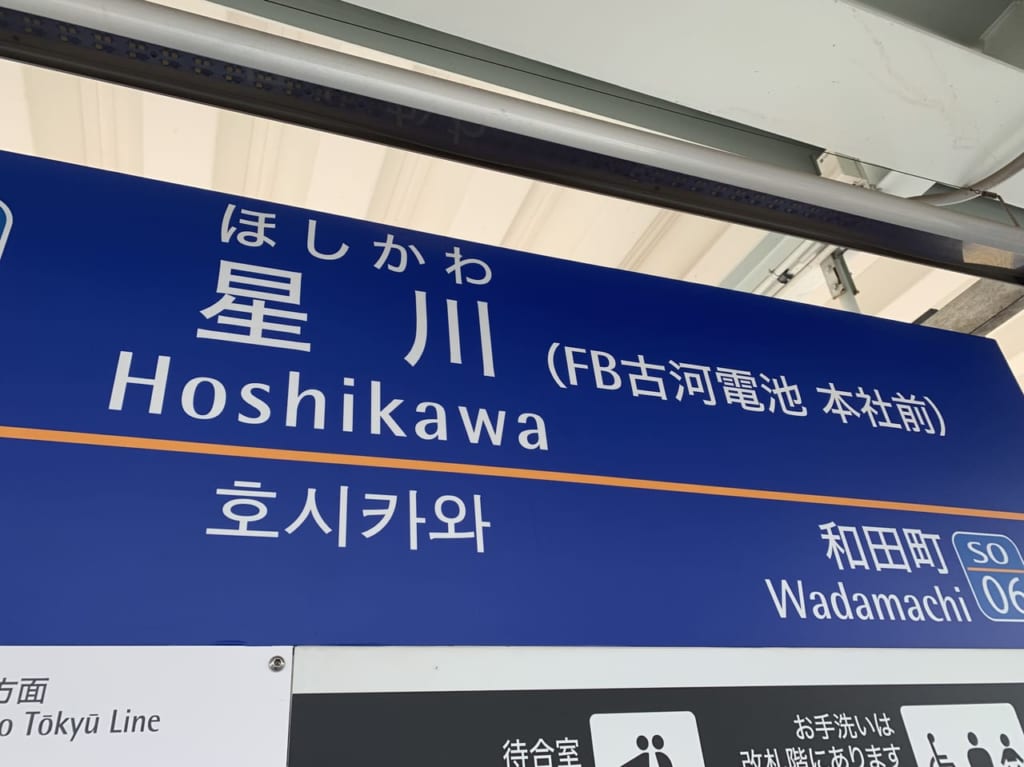 ほしかわ
星川
(FB古河電池 本社前)
Hoshikawa
호시카와
和田町
Wadamachi
SO
06
方面
o Tōkyū Line
待合室
お手洗いは
改札階にあります